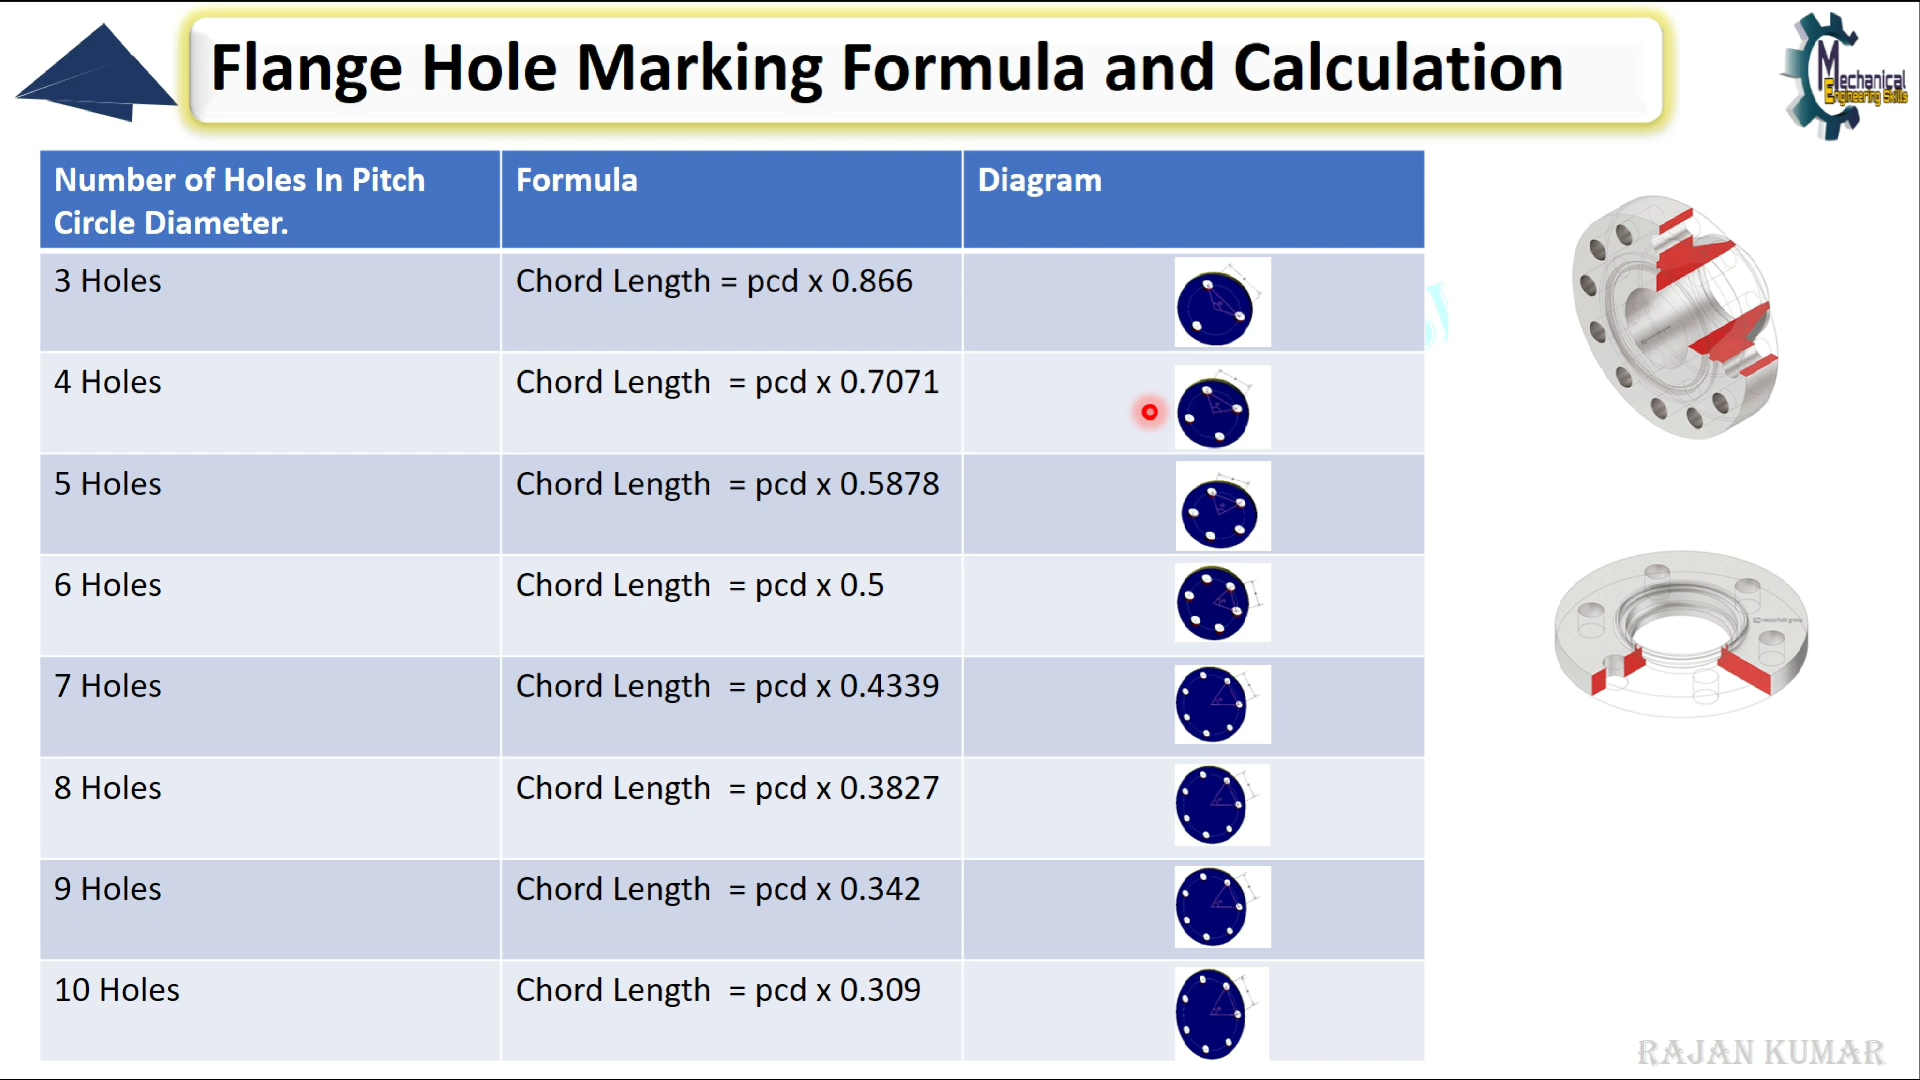 Flange Hole Marking Formula and Calculation
Mechanical
Engineering Skills
Number of Holes In Pitch
Circle Diameter.
Formula
Diagram
3 Holes
Chord Length = pcd x 0.866
4 Holes
Chord Length = pcd x 0.7071
5 Holes
Chord Length = pcd x 0.5878
6 Holes
Chord Length = pcd x 0.5
7 Holes
Chord Length = pcd x 0.4339
8 Holes
Chord Length = pcd x 0.3827
9 Holes
Chord Length = pcd x 0.342
10 Holes
Chord Length = pcd x 0.309
RAJAN KUMAR